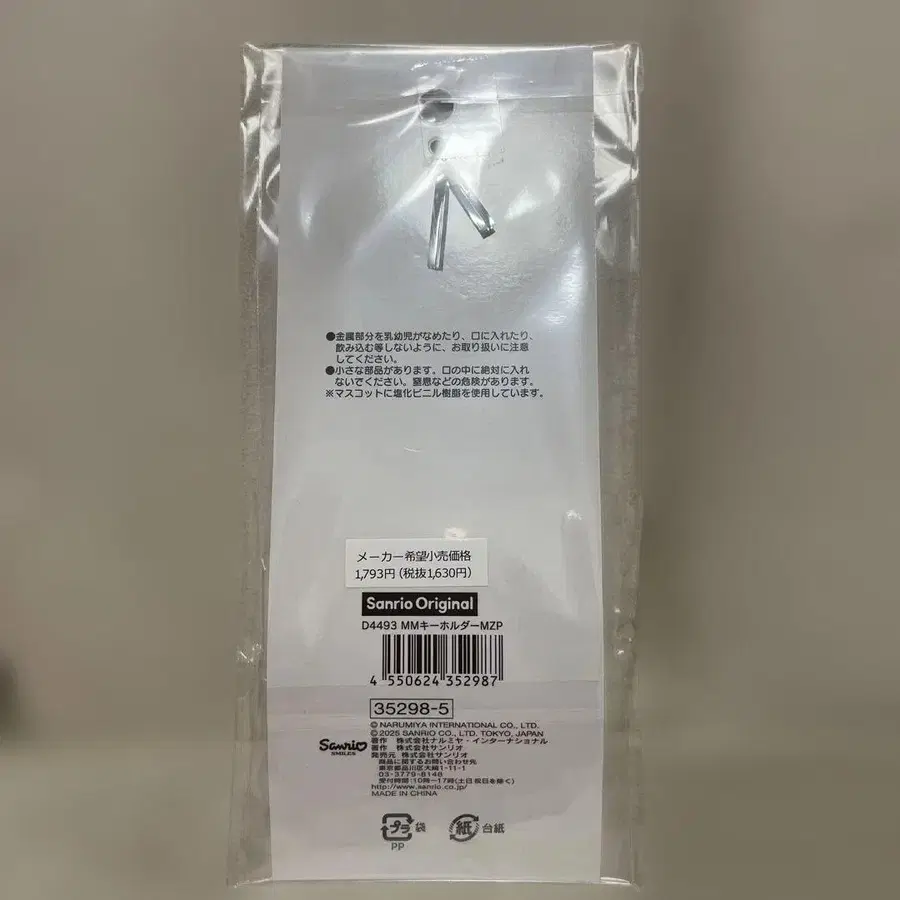 ●金属部分を乳幼児がなめたり、口に入れたり、
飲み込む等しないように、お取り扱いに注意
してください。
●小さな部品があります。口の中に絶対に入れ
ないでください。窒息などの危険があります。
※マスコットに塩化ビニル樹脂を使用しています。
メーカー希望小売価格
1,793円(税抜1,630円)
Sanrio Original
D4493 MMキーホルダーMZP
4 550624 352987
35298-5
© NARUMIYA INTERNATIONAL CO., LTD.
©2025 SANRIO CO., LTD. TOKYO, JAPAN
著作 株式会社ナルミヤ・インターナショナル
著作 株式会社サンリオ
発売元 株式会社サンリオ
商品に関するお問い合わせ先
東京都品川区大崎1-11-1
03-3779-8148
受付時間:10時〜17時(土日祝日を除く)
http://www.sanrio.co.jp/
MADE IN CHINA
Sanrio
SMILES
プラ 袋
PP
紙 台紙